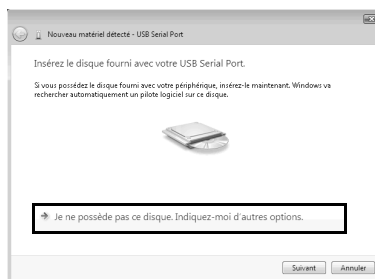 Nouveau matériel détecté - USB Serial Port
Insérez le disque fourni avec votre USB Serial Port.
Si vous possédez le disque fourni avec votre périphérique, insérez-le maintenant. Windows va
rechercher automatiquement un pilote logiciel sur ce disque.
Je ne possède pas ce disque. Indiquez-moi d'autres options.
Suivant Annuler